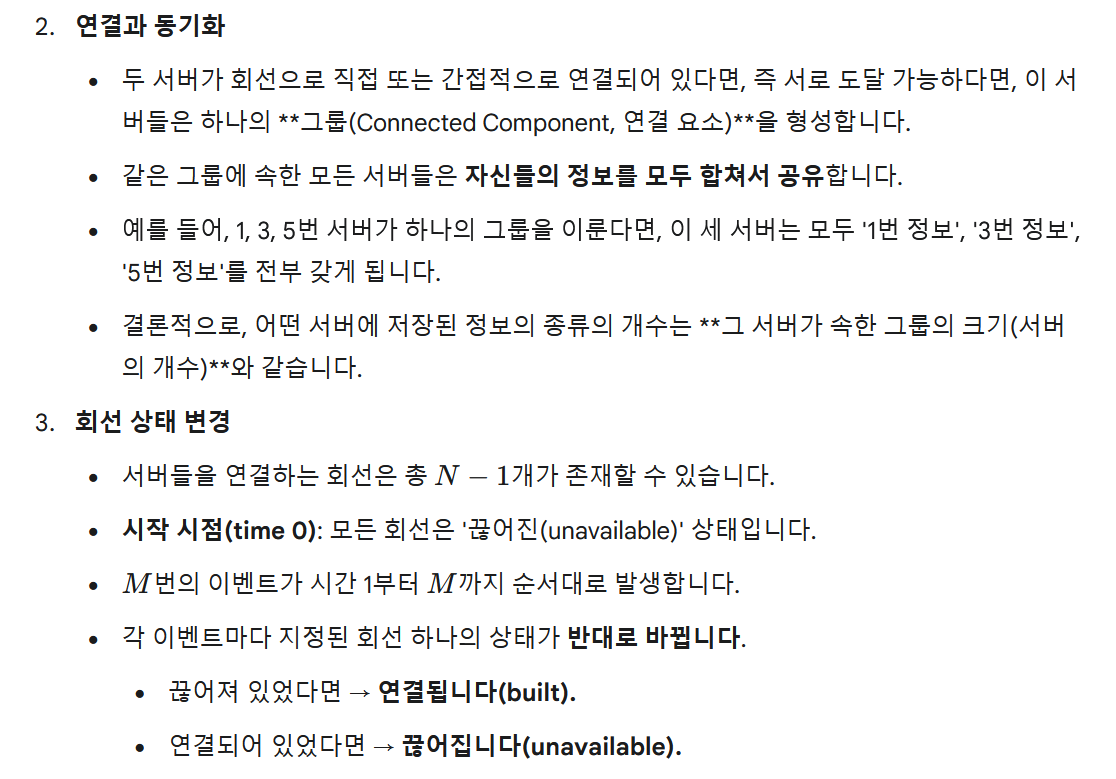 2. 연결과 동기화
• 두 서버가 회선으로 직접 또는 간접적으로 연결되어 있다면, 즉 서로 도달 가능하다면, 이 서
버들은 하나의 **그룹(Connected Component, 연결 요소)**을 형성합니다.
• 같은 그룹에 속한 모든 서버들은 자신들의 정보를 모두 합쳐서 공유합니다.
• 예를 들어, 1, 3, 5번 서버가 하나의 그룹을 이룬다면, 이 세 서버는 모두 '1번 정보', '3번 정보',
'5번 정보'를 전부 갖게 됩니다.
• 결론적으로, 어떤 서버에 저장된 정보의 종류의 개수는 **그 서버가 속한 그룹의 크기(서버
의 개수)**와 같습니다.
3. 회선 상태 변경
• 서버들을 연결하는 회선은 총 N − 1개가 존재할 수 있습니다.
• 시작 시점(time 0): 모든 회선은 '끊어진(unavailable)' 상태입니다.
• M번의 이벤트가 시간 1부터 M까지 순서대로 발생합니다.
• 각 이벤트마다 지정된 회선 하나의 상태가 반대로 바뀝니다.
• 끊어져 있었다면 → 연결됩니다(built).
• 연결되어 있었다면 → 끊어집니다(unavailable).